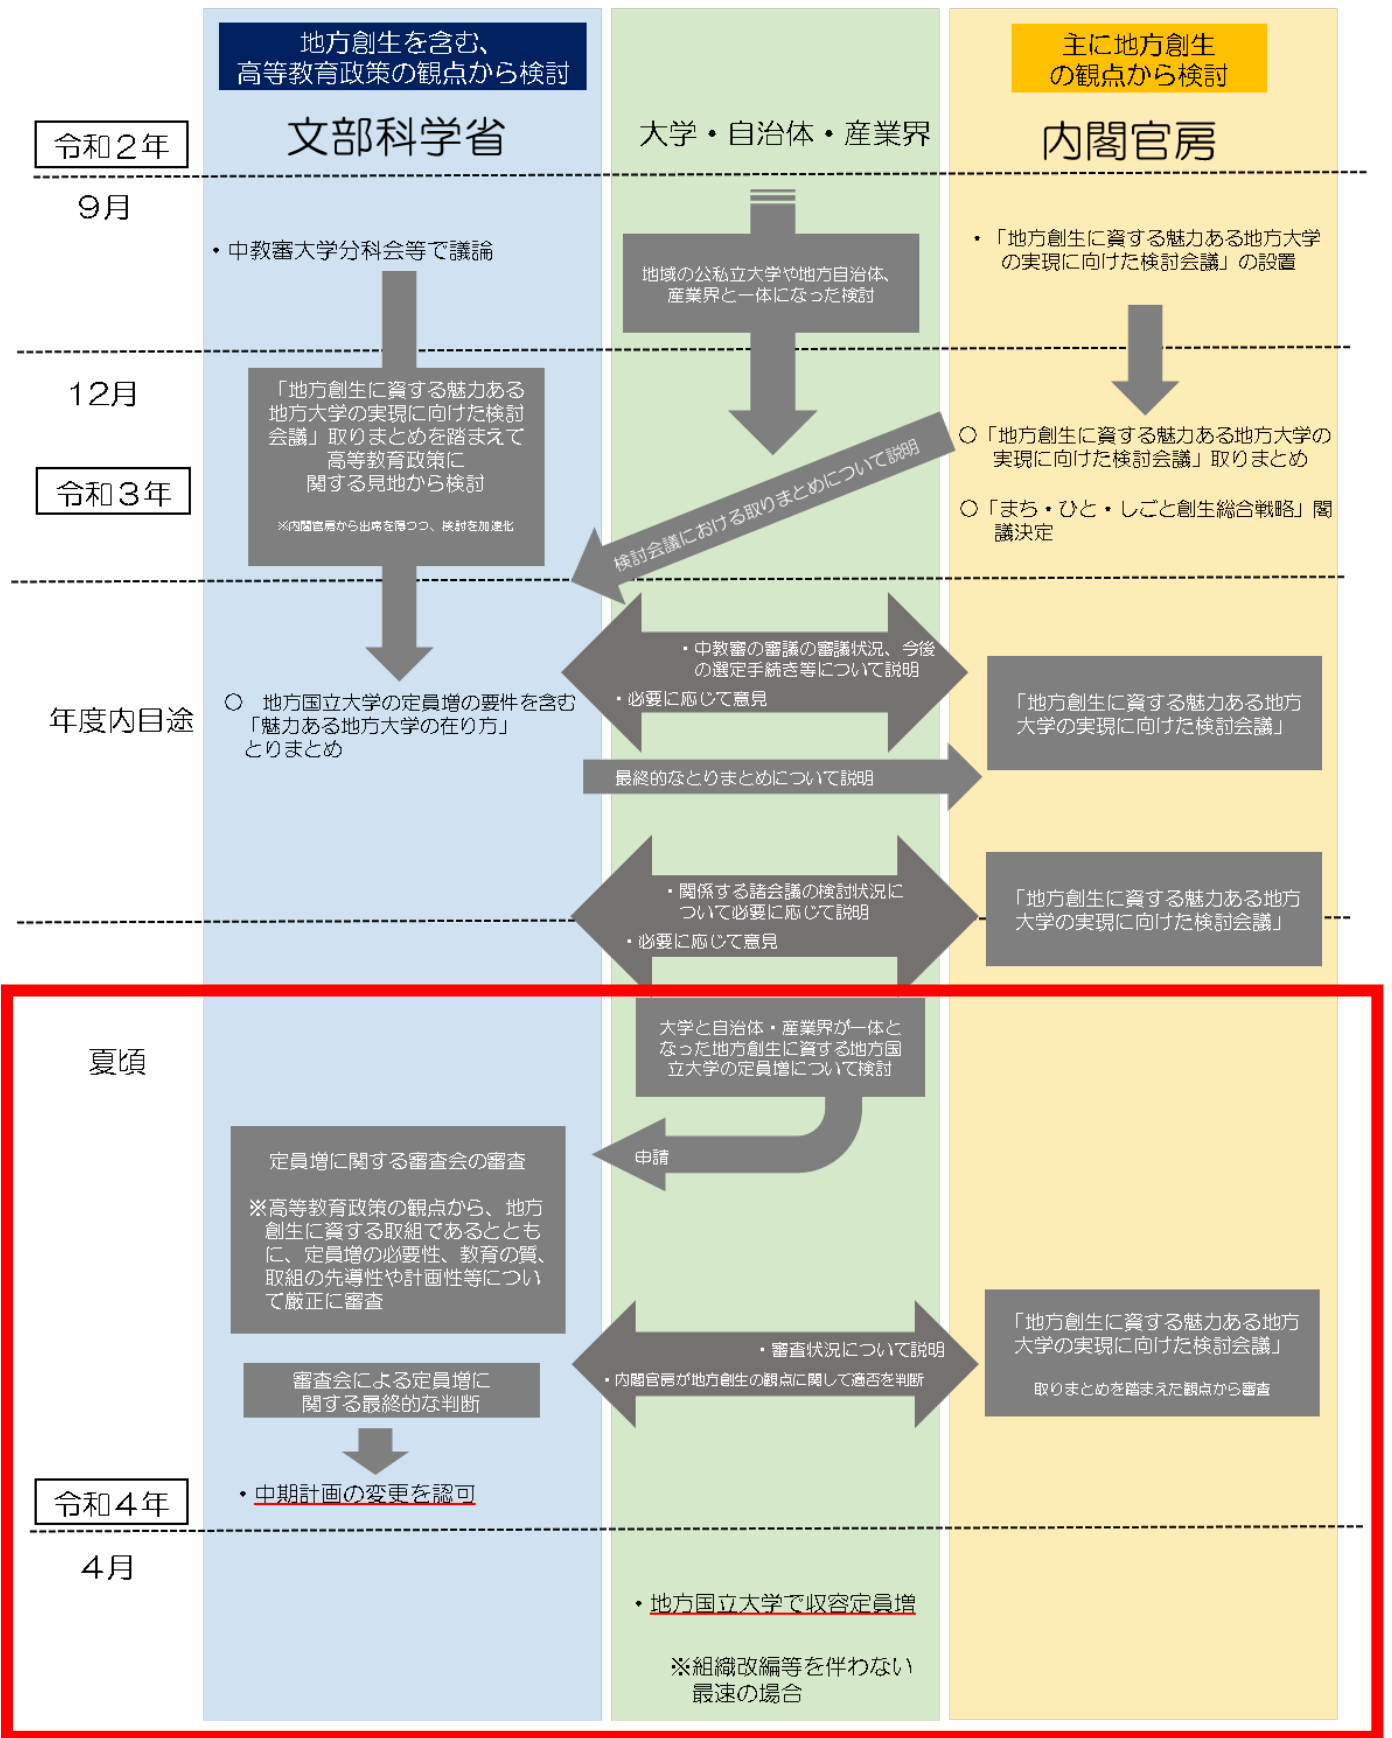 地方創生を含む、
高等教育政策の観点から検討
主に地方創生
の観点から検討
令和２年
文部科学省
大学・自治体・産業界
内閣官房
９月
・中教審大学分科会等で議論
地域の公私立大学や地方自治体、
産業界と一体になった検討
・「地方創生に資する魅力ある地方大学
の実現に向けた検討会議」の設置
12月
「地方創生に資する魅力ある
地方大学の実現に向けた検討
会議」取りまとめを踏まえて
高等教育政策に
関する見地から検討
※内閣官房から出席を得つつ、検討を加速化
検討会議における取りまとめについて説明
○「地方創生に資する魅力ある地方大学の
実現に向けた検討会議」取りまとめ
○「まち・ひと・しごと創生総合戦略」閣
議決定
令和３年
年度内目途
○　地方国立大学の定員増の要件を含む
「魅力ある地方大学の在り方」
とりまとめ
・中教審の審議の審議状況、今後
の選定手続き等について説明
・必要に応じて意見
「地方創生に資する魅力ある地方
大学の実現に向けた検討会議」
最終的なとりまとめについて説明
・関係する諸会議の検討状況に
ついて必要に応じて説明
・必要に応じて意見
「地方創生に資する魅力ある地方
大学の実現に向けた検討会議」
夏頃
大学と自治体・産業界が一体と
なった地方創生に資する地方国
立大学の定員増について検討
申請
定員増に関する審査会の審査
※高等教育政策の観点から、地方
創生に資する取組であるととも
に、定員増の必要性、教育の質、
取組の先導性や計画性等につい
て厳正に審査
・審査状況について説明
・内閣官房が地方創生の観点に関して適否を判断
「地方創生に資する魅力ある地方
大学の実現に向けた検討会議」
取りまとめを踏まえた観点から審査
審査会による定員増に
関する最終的な判断
令和４年
・中期計画の変更を認可
４月
・地方国立大学で収容定員増
※組織改編等を伴わない
最速の場合